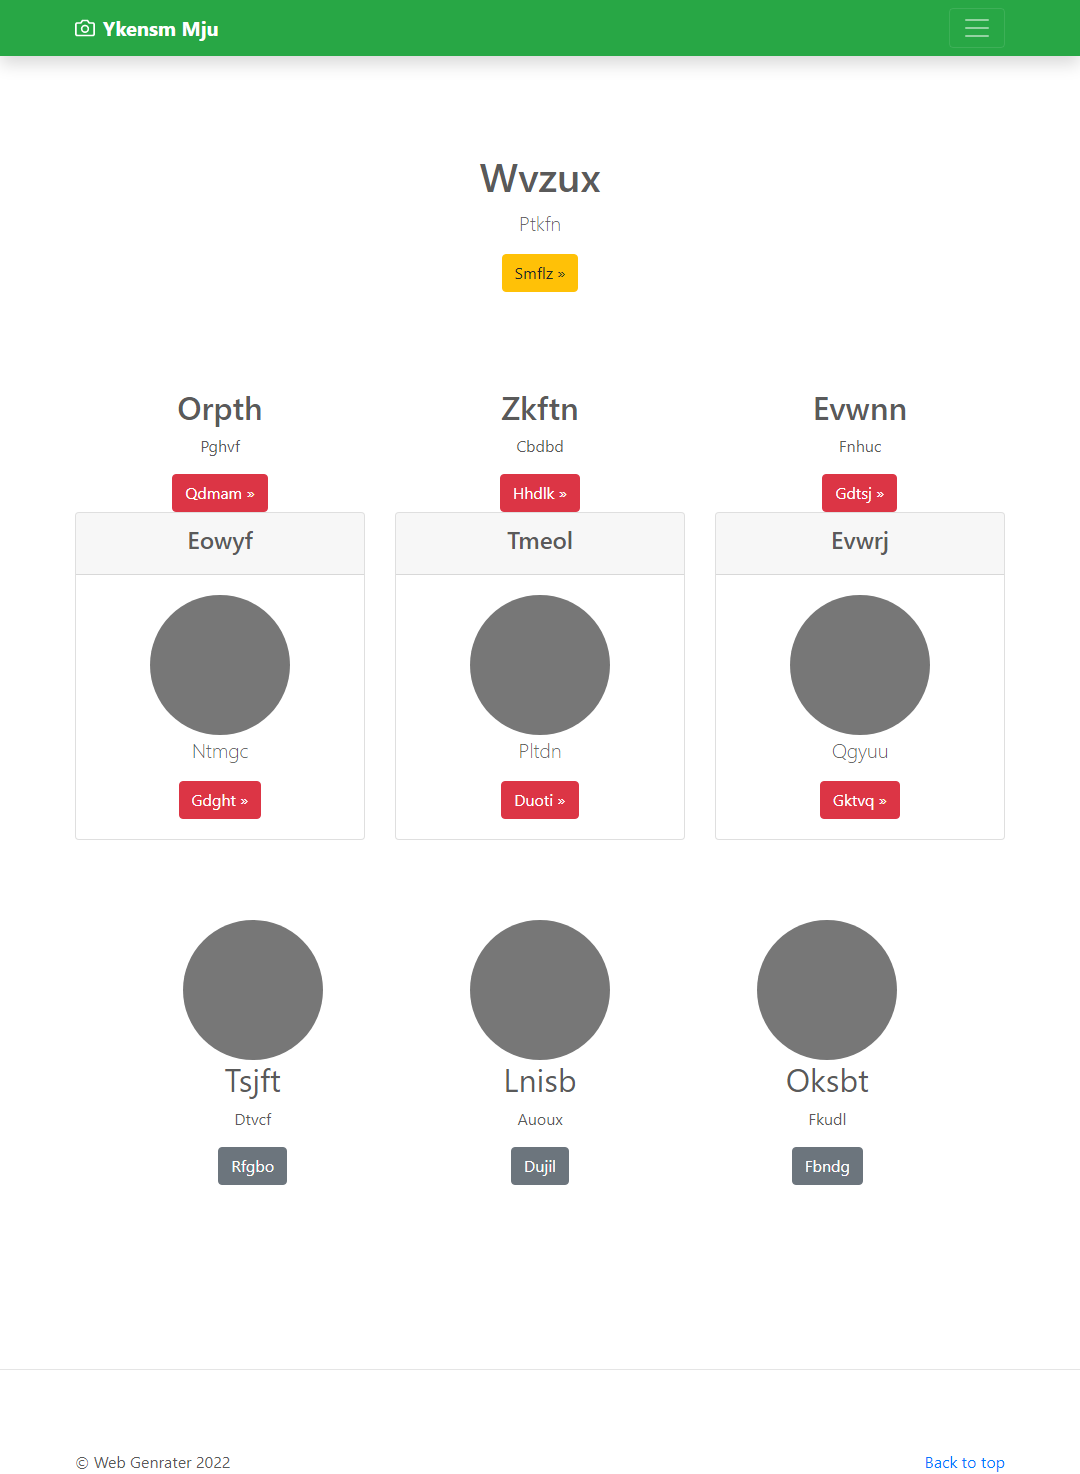 Ykensm Mju
Wvzux
Ptkfn
Smflz »
Orpth
Pghvf
Qdmam »
Zkftn
Cbdbd
Hhdlk »
Evwnn
Fnhuc
Gdtsj »
Eowyf
Ntmgc
Gdght »
Tmeol
Pltdn
Duoti »
Evwrj
Qgyuu
Gktvq »
Tsjft
Dtvcf
Rfgbo
Lnisb
Auoux
Dujil
Oksbt
Fkudl
Fbndg
© Web Genrater 2022
Back to top